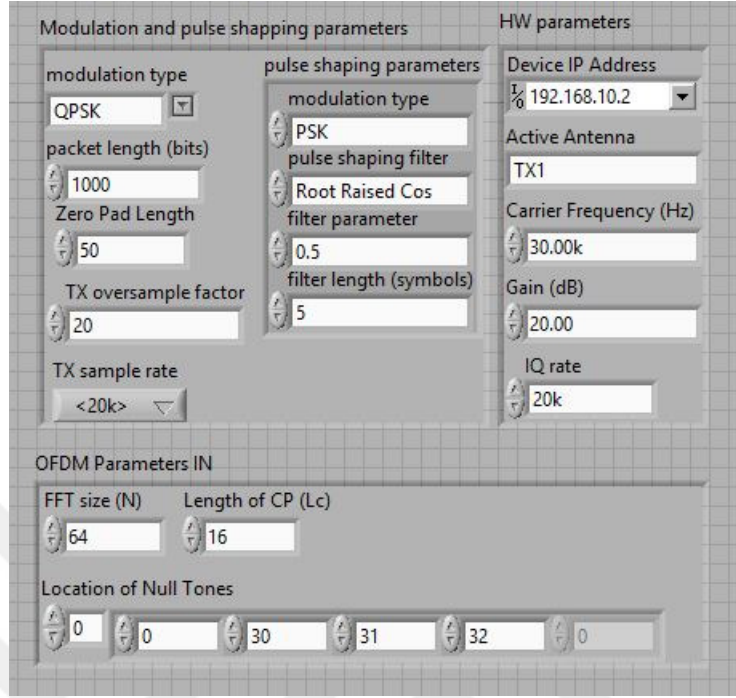 Modulation and pulse shapping parameters
modulation type
QPSK
packet length (bits)
1000
Zero Pad Length
50
TX oversample factor
20
TX sample rate
<20k>
pulse shaping parameters
modulation type
PSK
pulse shaping filter
Root Raised Cos
filter parameter
0.5
filter length (symbols)
5
HW parameters
Device IP Address
I/O 192.168.10.2
Active Antenna
TX1
Carrier Frequency (Hz)
30.00k
Gain (dB)
20.00
IQ rate
20k
OFDM Parameters IN
FFT size (N) Length of CP (Lc)
64 16
Location of Null Tones
0 0 30 31 32 0